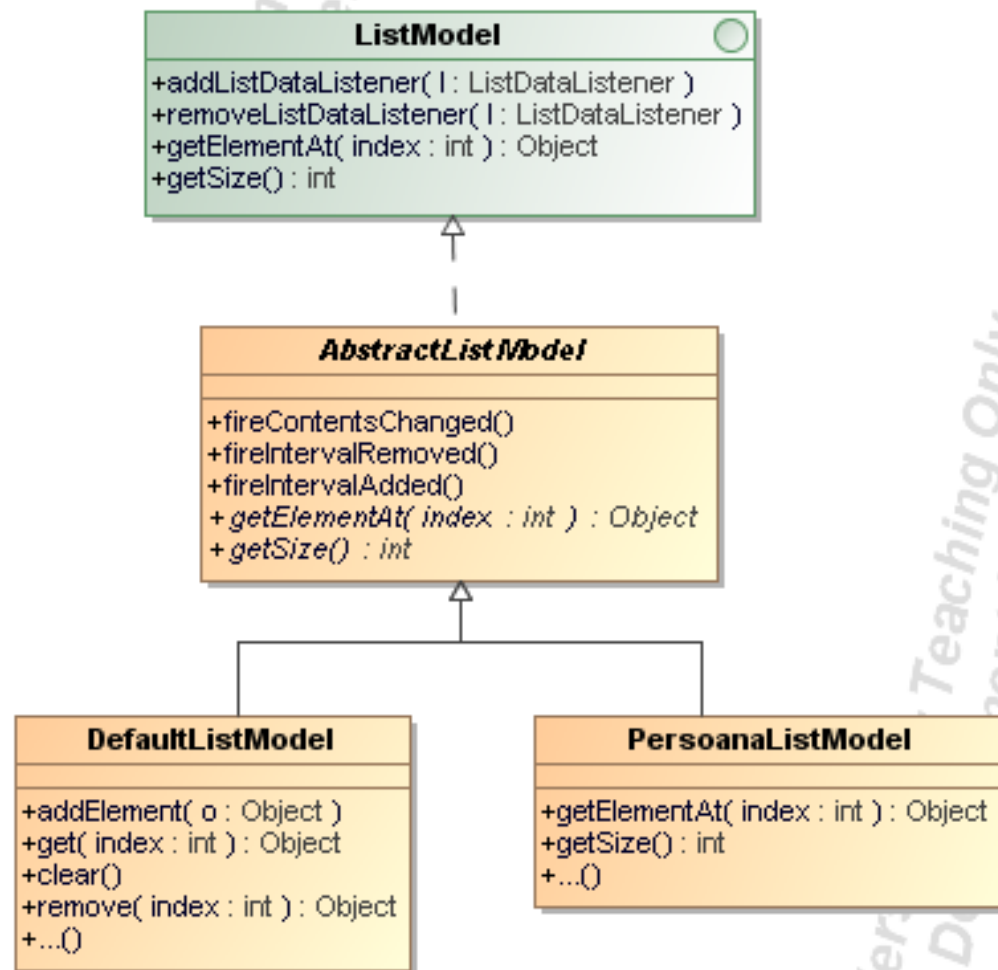 ListModel
+addListDataListener( l : ListDataListener )
+removeListDataListener( l : ListDataListener )
+getElementAt( index : int ) : Object
+getSize() : int
AbstractListModel
+fireContentsChanged()
+fireIntervalRemoved()
+fireIntervalAdded()
+getElementAt( index : int ) : Object
+getSize() : int
DefaultListModel
+addElement( o : Object )
+get( index : int ) : Object
+clear()
+remove( index : int ) : Object
+...()
PersoanaListModel
+getElementAt( index : int ) : Object
+getSize() : int
+...()
Teaching Only